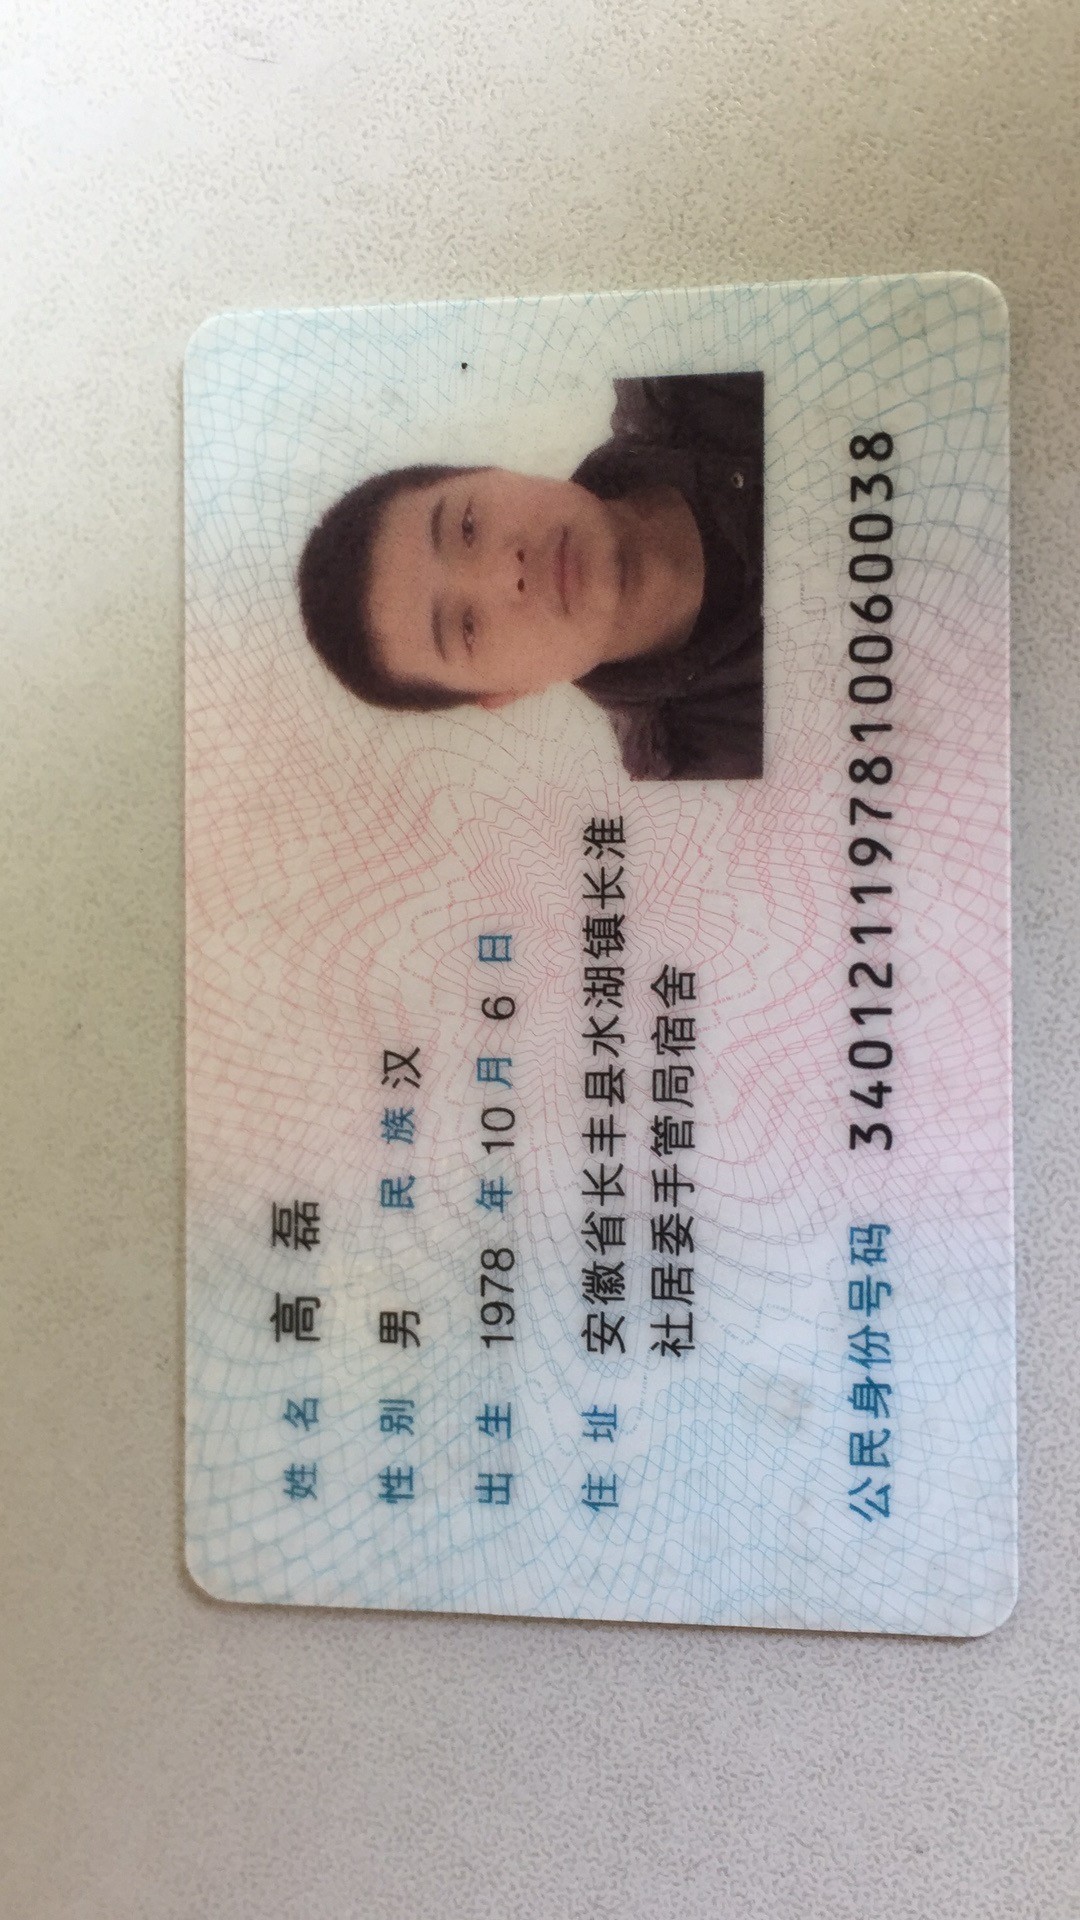 姓名 高磊
性别 男 民族 汉
出生 1978 年 10 月 6 日
住址 安徽省长丰县水湖镇长淮
社居委手管局宿舍
公民身份号码 340121197810060038